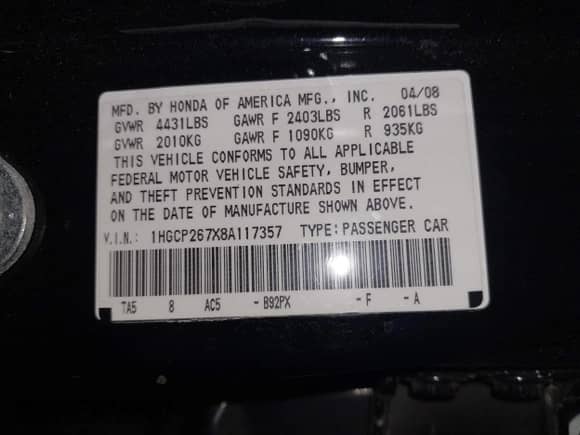 MFD. BY HONDA OF AMERICA MFG., INC. 04/08
GVWR 4431LBS GAWR F 2403LBS R 2061LBS
GVWR 2010KG GAWR F 1090KG R 935KG
THIS VEHICLE CONFORMS TO ALL APPLICABLE
FEDERAL MOTOR VEHICLE SAFETY, BUMPER,
AND THEFT PREVENTION STANDARDS IN EFFECT
ON THE DATE OF MANUFACTURE SHOWN ABOVE.
V.I.N.: 1HGCP267X8A117357 TYPE: PASSENGER CAR
TA5 8 AC5 - B92PX - F - A